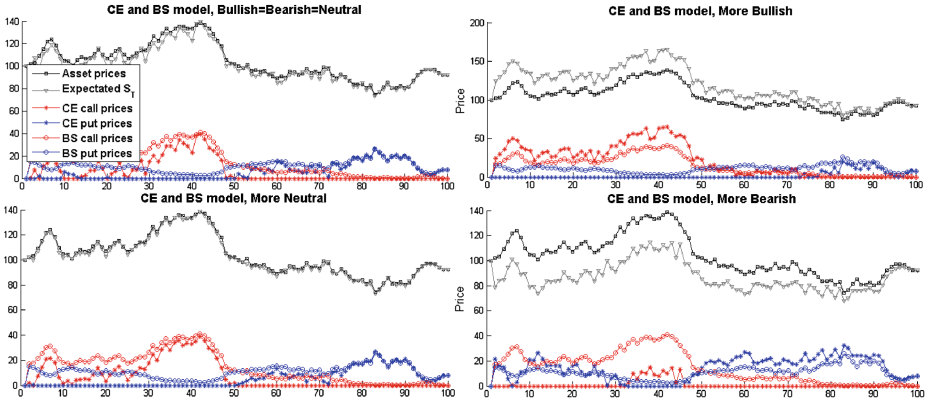 CE and BS model, Bullish=Bearish=Neutral
140
120
100
80
60
40
20
0
Asset prices
Expectated S_T
CE call prices
CE put prices
BS call prices
BS put prices
0 10 20 30 40 50 60 70 80 90 100
CE and BS model, More Bullish
200
150
100
50
0
Price
0 10 20 30 40 50 60 70 80 90 100
CE and BS model, More Neutral
140
120
100
80
60
40
20
0
0 10 20 30 40 50 60 70 80 90 100
CE and BS model, More Bearish
140
120
100
80
60
40
20
0
Price
0 10 20 30 40 50 60 70 80 90 100